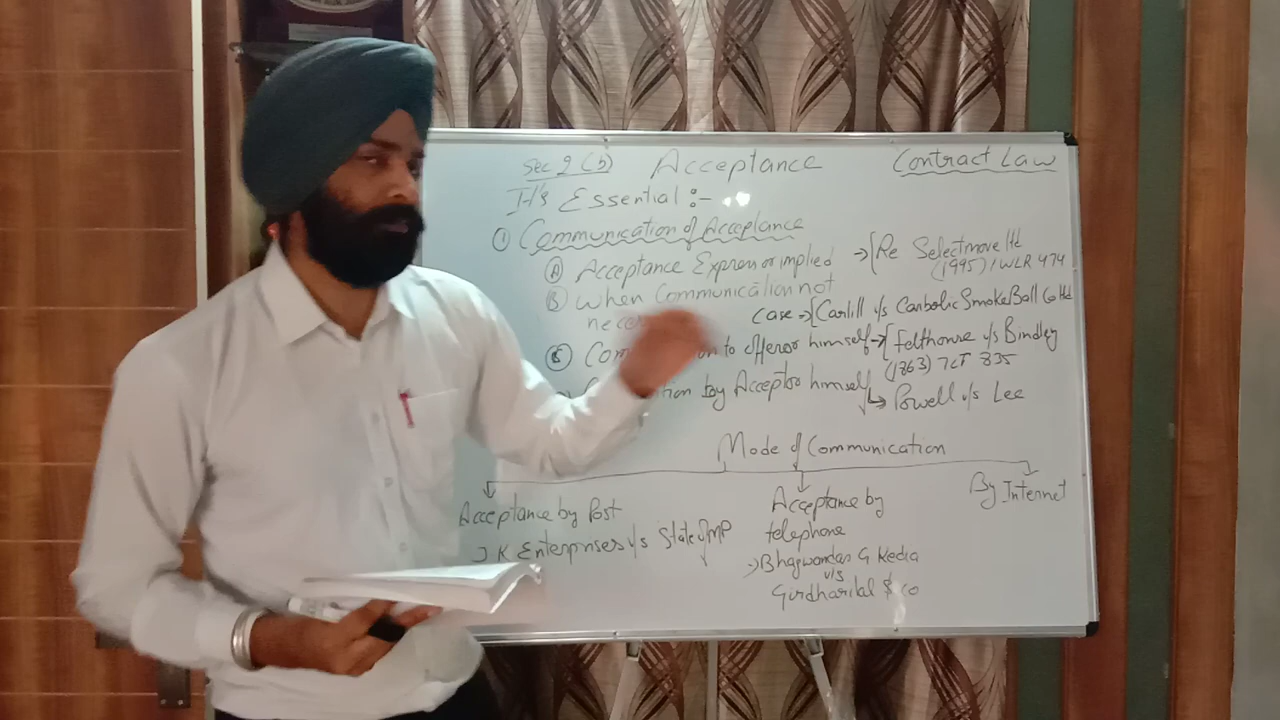 Sec 2 (b) Acceptance Contract Law
It's Essential :-
① Communication of Acceptance
Ⓐ Acceptance Express or implied → [Re Selectmove ltd
(1995) 1 WLR 474
Ⓑ When Communication not
case → [Carlill v/s Carbolic Smoke Ball Co ltd
Ⓒ to offeror himself → [Felthouse v/s Bindley
(1863) 7 LT 835
by Acceptor himself
↳ Powell v/s Lee
Mode of Communication
Acceptance by Post
J K Enterprises v/s State of MP
Acceptance by
telephone
→) Bhagwandas G Kedia
v/s
Girdharilal $ co
By Internet